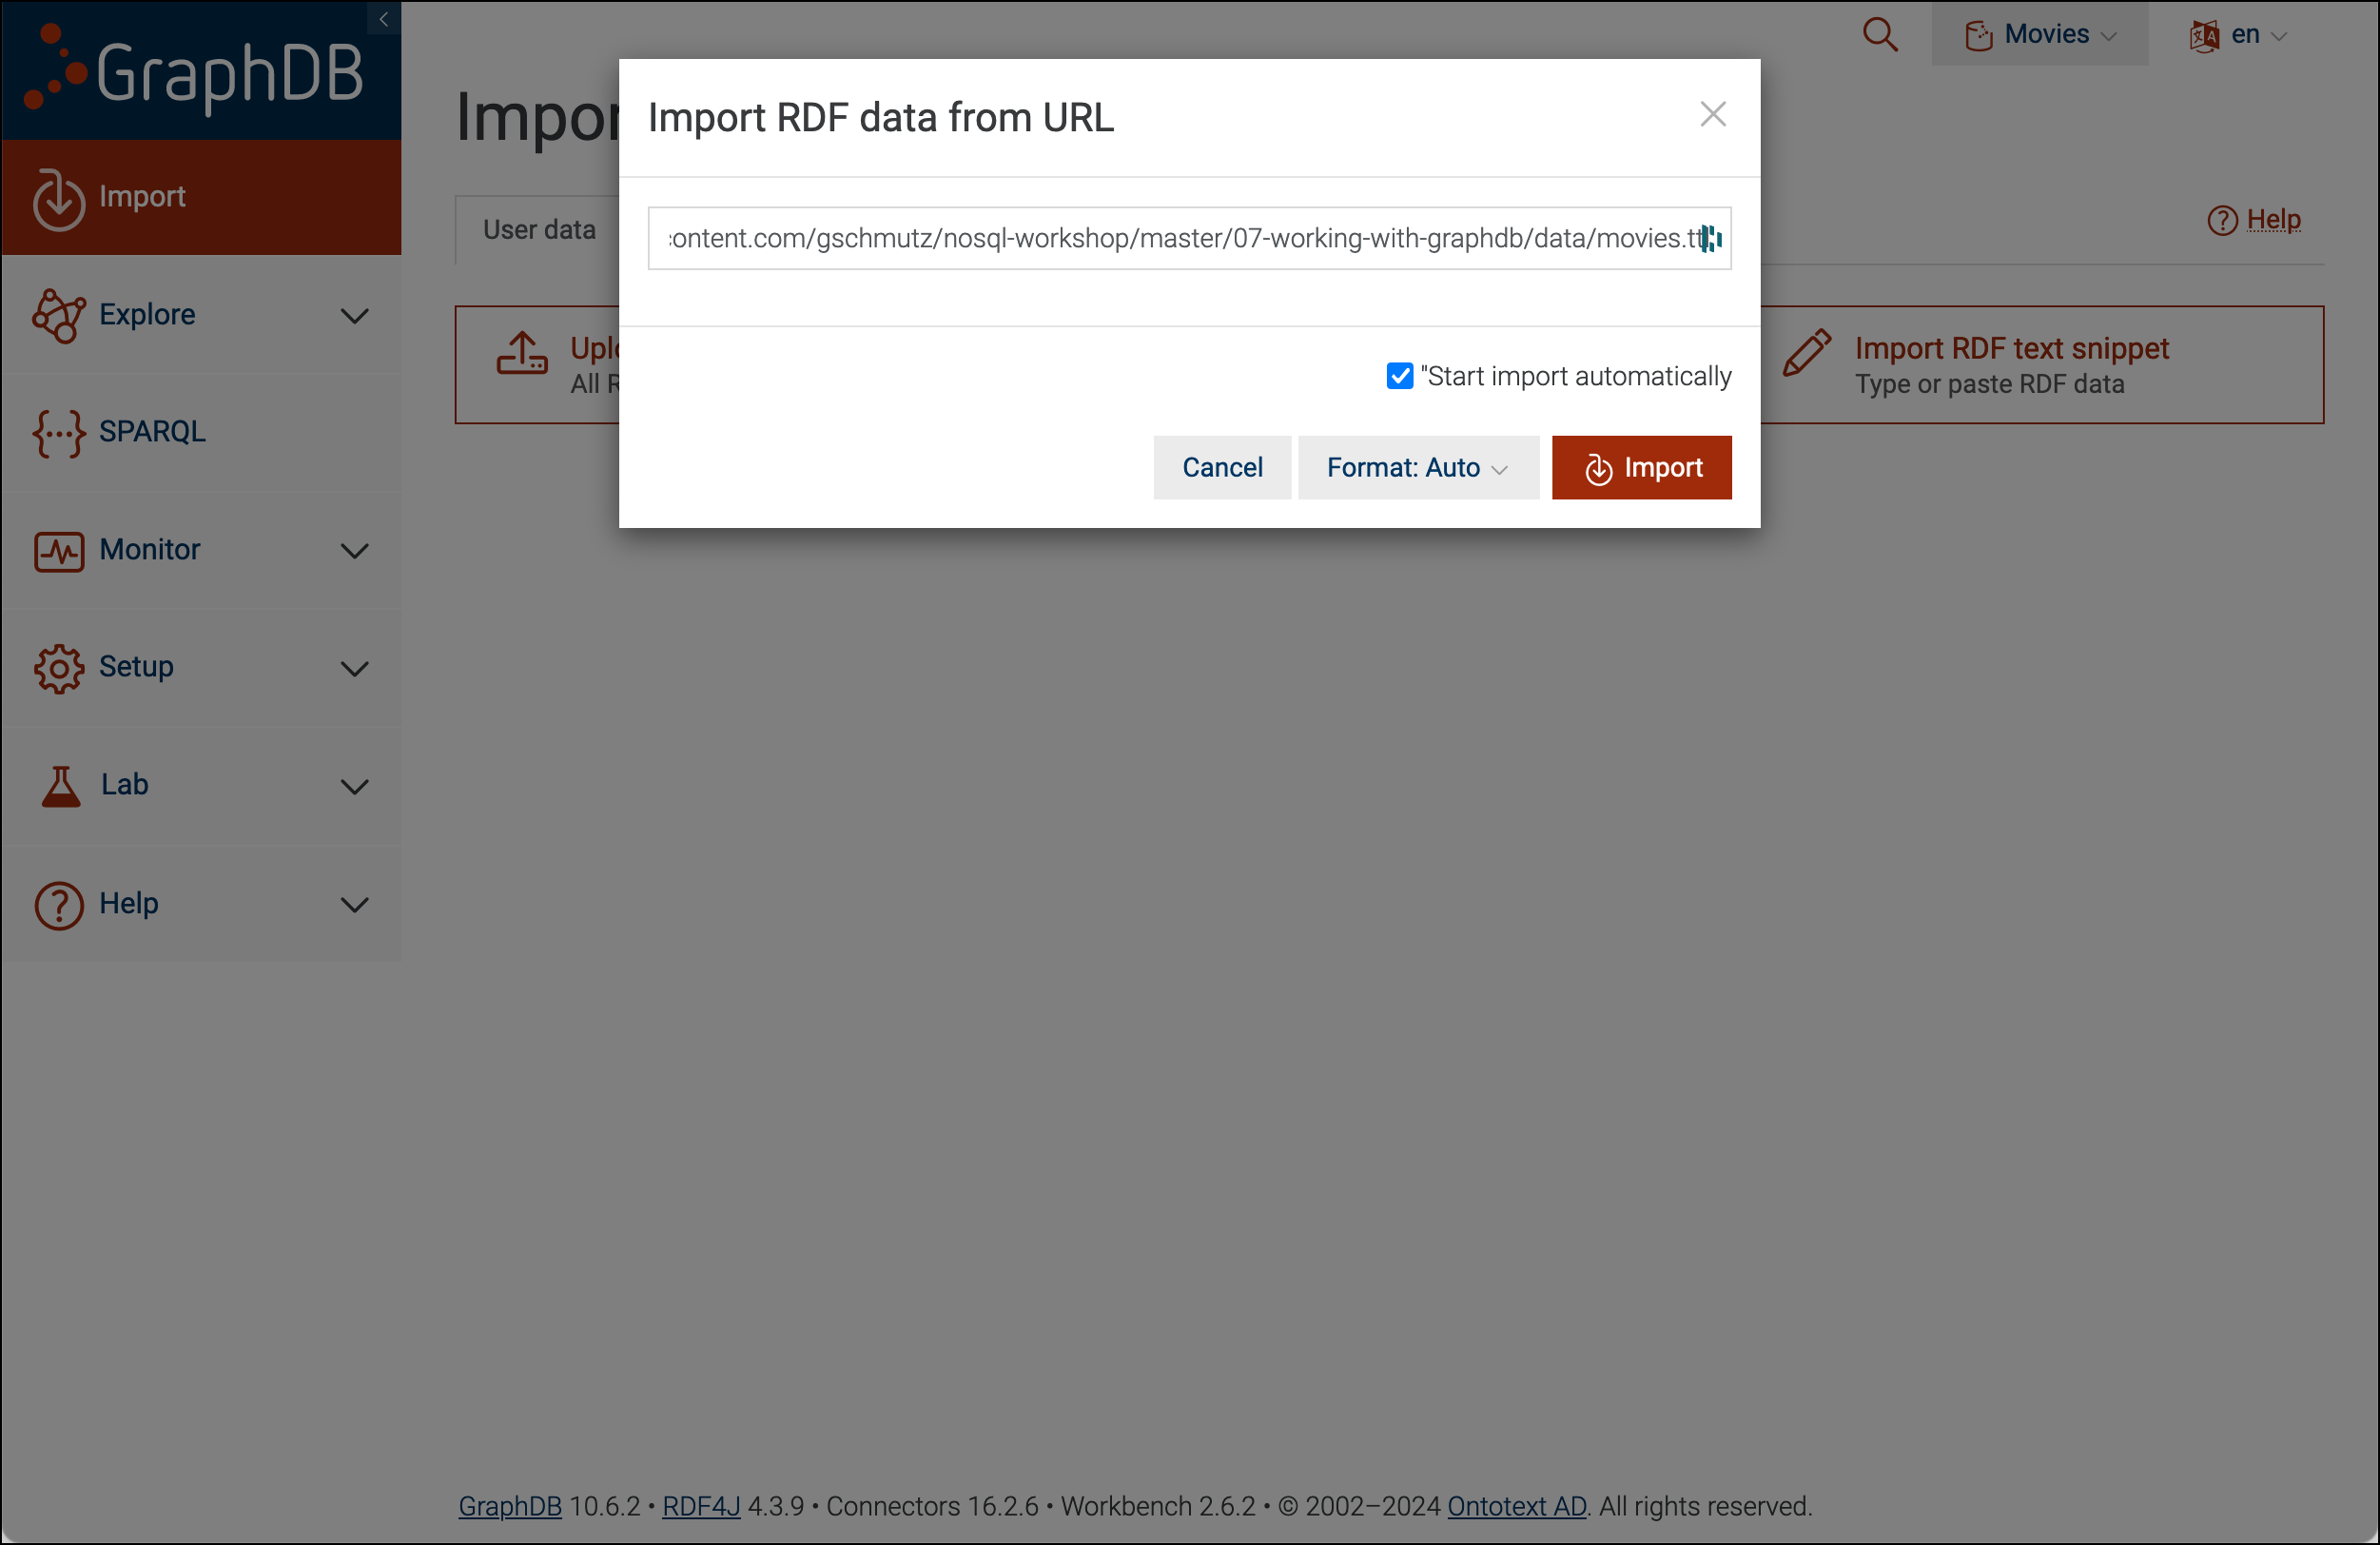 GraphDB
Movies
en
Import RDF data from URL
Import
User data
Help
ontent.com/gschmutz/nosql-workshop/master/07-working-with-graphdb/data/movies.tt
Explore
Import RDF text snippet
All R
Type or paste RDF data
"Start import automatically
SPARQL
Cancel
Format: Auto
Import
Monitor
Setup
Lab
Help
GraphDB 10.6.2 • RDF4J 4.3.9 • Connectors 16.2.6 • Workbench 2.6.2 • © 2002–2024 Ontotext AD. All rights reserved.